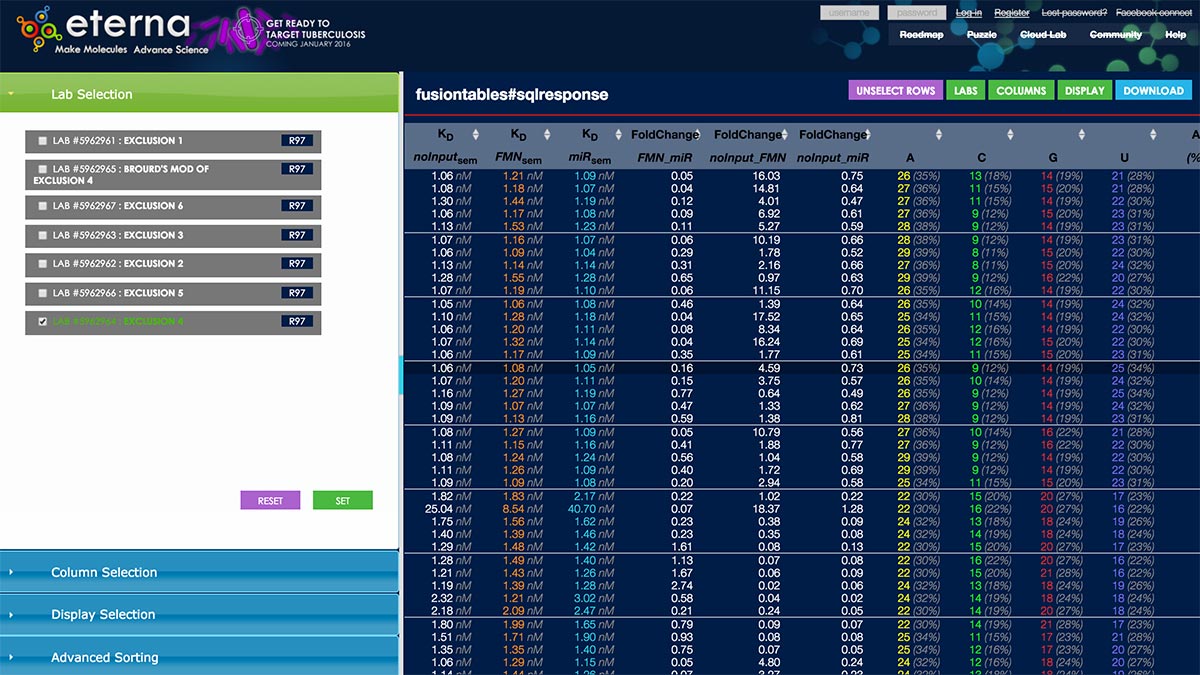 eterna
Make Molecules Advance Science
GET READY TO
TARGET TUBERCULOSIS
COMING JANUARY 2016
username password Log in Register Lost password? Facebook connect
Roadmap Puzzle Cloud Lab Community Help
Lab Selection
LAB #5962961 : EXCLUSION 1 R97
LAB #5962965 : BROURD'S MOD OF R97
EXCLUSION 4
LAB #5962967 : EXCLUSION 6 R97
LAB #5962963 : EXCLUSION 3 R97
LAB #5962962 : EXCLUSION 2 R97
LAB #5962966 : EXCLUSION 5 R97
LAB #5962964 : EXCLUSION 4 R97
RESET SET
Column Selection
Display Selection
Advanced Sorting
fusiontables#sqlresponse
UNSELECT ROWS LABS COLUMNS DISPLAY DOWNLOAD
KD KD KD FoldChange FoldChange FoldChange A
noInputsem FMNsem miRsem FMN_miR noInput_FMN noInput_miR A C G U (%
1.06 nM 1.21 nM 1.09 nM 0.05 16.03 0.75 26 (35%) 13 (18%) 14 (19%) 21 (28%)
1.08 nM 1.18 nM 1.07 nM 0.04 14.81 0.64 27 (36%) 11 (15%) 15 (20%) 21 (28%)
1.30 nM 1.44 nM 1.19 nM 0.12 4.01 0.47 27 (36%) 11 (15%) 14 (19%) 22 (30%)
1.06 nM 1.17 nM 1.08 nM 0.09 6.92 0.61 27 (36%) 9 (12%) 15 (20%) 23 (31%)
1.13 nM 1.53 nM 1.23 nM 0.11 5.27 0.59 28 (38%) 9 (12%) 14 (19%) 23 (31%)
1.07 nM 1.16 nM 1.07 nM 0.06 10.19 0.66 28 (38%) 9 (12%) 14 (19%) 23 (31%)
1.06 nM 1.09 nM 1.04 nM 0.29 1.78 0.52 29 (39%) 8 (11%) 15 (20%) 22 (30%)
1.13 nM 1.14 nM 1.14 nM 0.31 2.16 0.66 27 (36%) 8 (11%) 15 (20%) 24 (32%)
1.28 nM 1.55 nM 1.28 nM 0.65 0.97 0.63 29 (39%) 9 (12%) 16 (22%) 20 (27%)
1.07 nM 1.19 nM 1.10 nM 0.06 11.15 0.70 26 (35%) 12 (16%) 14 (19%) 22 (30%)
1.05 nM 1.06 nM 1.08 nM 0.46 1.39 0.64 26 (35%) 10 (14%) 14 (19%) 24 (32%)
1.10 nM 1.28 nM 1.18 nM 0.04 17.52 0.65 25 (34%) 11 (15%) 14 (19%) 24 (32%)
1.06 nM 1.20 nM 1.11 nM 0.08 8.34 0.64 26 (35%) 12 (16%) 14 (19%) 22 (30%)
1.07 nM 1.32 nM 1.14 nM 0.04 16.24 0.69 25 (34%) 12 (16%) 15 (20%) 22 (30%)
1.06 nM 1.17 nM 1.09 nM 0.35 1.77 0.61 25 (34%) 11 (15%) 15 (20%) 23 (31%)
1.06 nM 1.08 nM 1.05 nM 0.16 4.59 0.73 26 (35%) 9 (12%) 14 (19%) 25 (34%)
1.07 nM 1.20 nM 1.11 nM 0.15 3.75 0.57 26 (35%) 10 (14%) 14 (19%) 24 (32%)
1.16 nM 1.27 nM 1.19 nM 0.77 0.64 0.49 26 (35%) 9 (12%) 14 (19%) 25 (34%)
1.09 nM 1.07 nM 1.07 nM 0.47 1.33 0.62 27 (36%) 9 (12%) 14 (19%) 24 (32%)
1.09 nM 1.13 nM 1.16 nM 0.59 1.38 0.81 28 (38%) 9 (12%) 14 (19%) 23 (31%)
1.08 nM 1.27 nM 1.09 nM 0.05 10.79 0.56 27 (36%) 10 (14%) 16 (22%) 21 (28%)
1.11 nM 1.15 nM 1.16 nM 0.41 1.88 0.77 27 (36%) 9 (12%) 16 (22%) 22 (30%)
1.08 nM 1.24 nM 1.24 nM 0.56 1.04 0.58 29 (39%) 9 (12%) 14 (19%) 22 (30%)
1.11 nM 1.26 nM 1.09 nM 0.40 1.72 0.69 29 (39%) 9 (12%) 14 (19%) 22 (30%)
1.09 nM 1.09 nM 1.08 nM 0.20 2.94 0.58 25 (34%) 11 (15%) 15 (20%) 23 (31%)
1.82 nM 1.83 nM 2.17 nM 0.22 1.02 0.22 22 (30%) 15 (20%) 20 (27%) 17 (23%)
25.04 nM 8.54 nM 40.70 nM 0.07 18.37 1.28 22 (30%) 16 (22%) 20 (27%) 16 (22%)
1.75 nM 1.56 nM 1.62 nM 0.23 0.38 0.09 24 (32%) 13 (18%) 18 (24%) 19 (26%)
1.40 nM 1.39 nM 1.46 nM 0.23 0.35 0.08 24 (32%) 14 (19%) 18 (24%) 18 (24%)
1.29 nM 1.48 nM 1.42 nM 1.61 0.08 0.13 22 (30%) 15 (20%) 20 (27%) 17 (23%)
1.28 nM 1.49 nM 1.40 nM 1.13 0.07 0.08 22 (30%) 16 (22%) 20 (27%) 16 (22%)
1.21 nM 1.43 nM 1.26 nM 1.67 0.06 0.09 22 (30%) 15 (20%) 21 (28%) 16 (22%)
1.19 nM 1.39 nM 1.28 nM 2.74 0.02 0.06 24 (32%) 13 (18%) 18 (24%) 19 (26%)
2.32 nM 1.21 nM 3.02 nM 0.58 0.04 0.02 24 (32%) 14 (19%) 18 (24%) 18 (24%)
2.18 nM 2.09 nM 2.47 nM 0.21 0.24 0.05 22 (30%) 14 (19%) 20 (27%) 18 (24%)
1.80 nM 1.99 nM 1.65 nM 0.79 0.09 0.07 22 (30%) 14 (19%) 21 (28%) 17 (23%)
1.51 nM 1.71 nM 1.90 nM 0.93 0.08 0.08 25 (34%) 11 (15%) 17 (23%) 21 (28%)
1.35 nM 1.35 nM 1.40 nM 0.75 0.08 0.05 25 (34%) 12 (16%) 17 (23%) 20 (27%)
1.06 nM 1.29 nM 1.15 nM 0.05 4.80 0.24 24 (32%) 12 (16%) 18 (24%) 20 (27%)